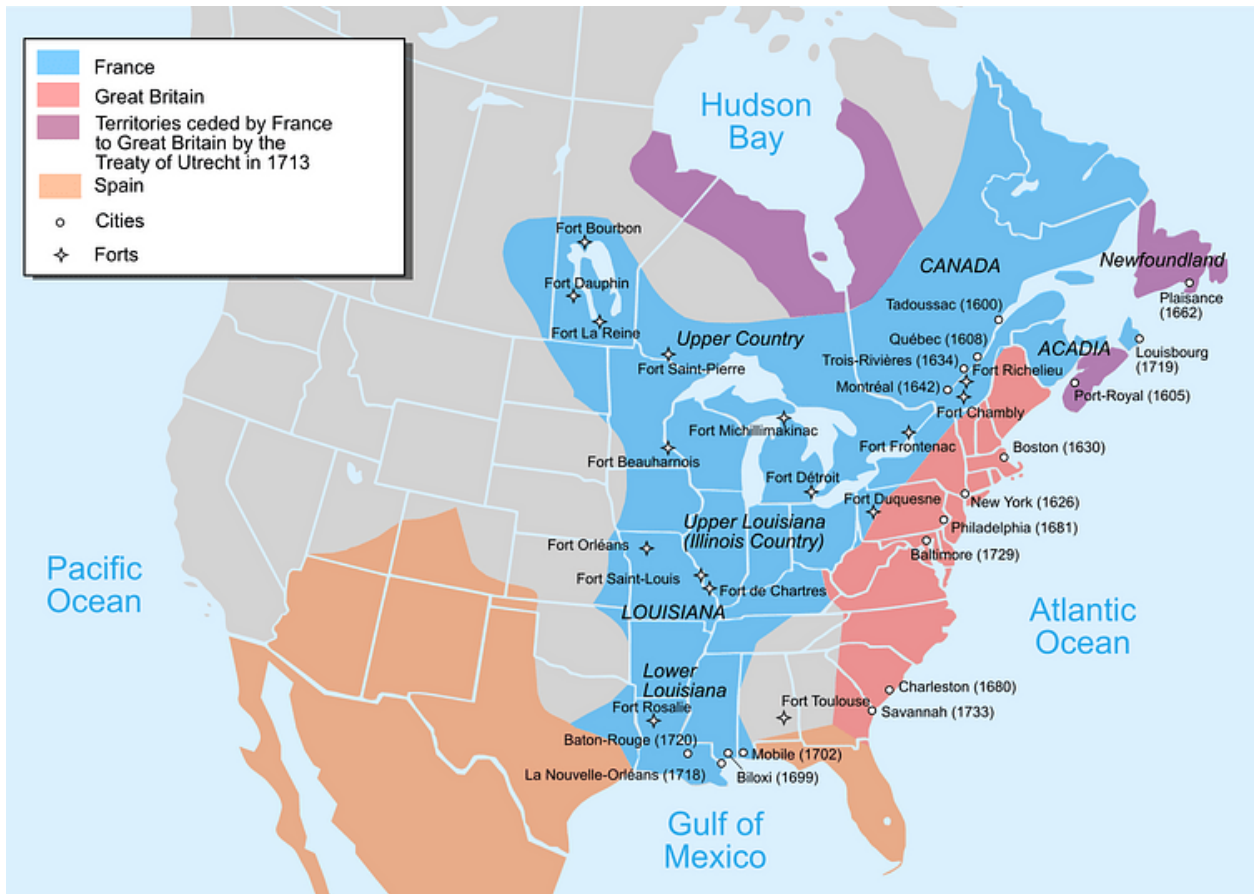 France
Great Britain
Territories ceded by France
to Great Britain by the
Treaty of Utrecht in 1713
Spain
Cities
Forts
Hudson
Bay
Fort Bourbon
Fort Dauphin
Fort La Reine
CANADA
Newfoundland
Plaisance
(1662)
Tadoussac (1600)
Upper Country
Québec (1608)
ACADIA
Louisbourg
(1719)
Fort Saint-Pierre
Trois-Rivières (1634)
Fort Richelieu
Montréal (1642)
Port-Royal (1605)
Fort Chambly
Fort Michillimakinac
Fort Frontenac
Boston (1630)
Fort Beauharnois
Fort Détroit
Fort Duquesne
New York (1626)
Upper Louisiana
(Illinois Country)
Philadelphia (1681)
Fort Orléans
Baltimore (1729)
Pacific
Ocean
Fort Saint-Louis
Fort de Chartres
LOUISIANA
Atlantic
Ocean
Lower
Louisiana
Charleston (1680)
Fort Rosalie
Fort Toulouse
Savannah (1733)
Baton-Rouge (1720)
Mobile (1702)
La Nouvelle-Orléans (1718)
Biloxi (1699)
Gulf of
Mexico